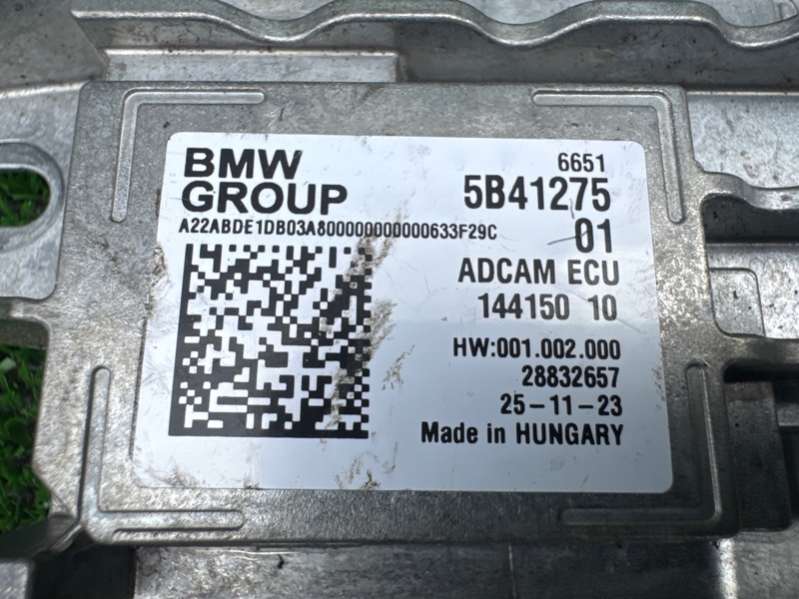 BMW
GROUP
A22ABDE1DB03A800000000000633F29C
6651
5B41275
01
ADCAM ECU
144150 10
HW:001.002.000
28832657
25-11-23
Made in HUNGARY